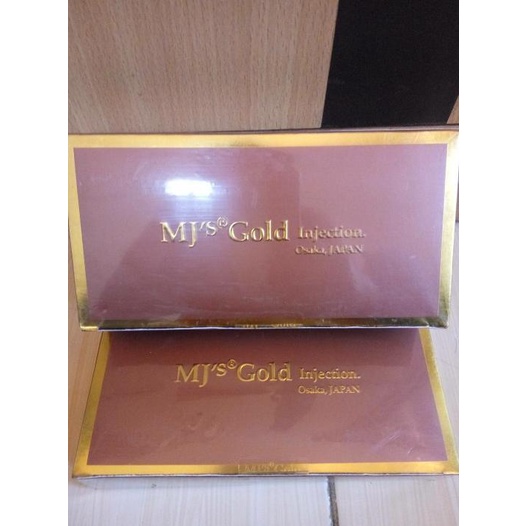 MJ's® Gold Injection.
Osaka, JAPAN
MJ's® Gold Injection.
Osaka, JAPAN